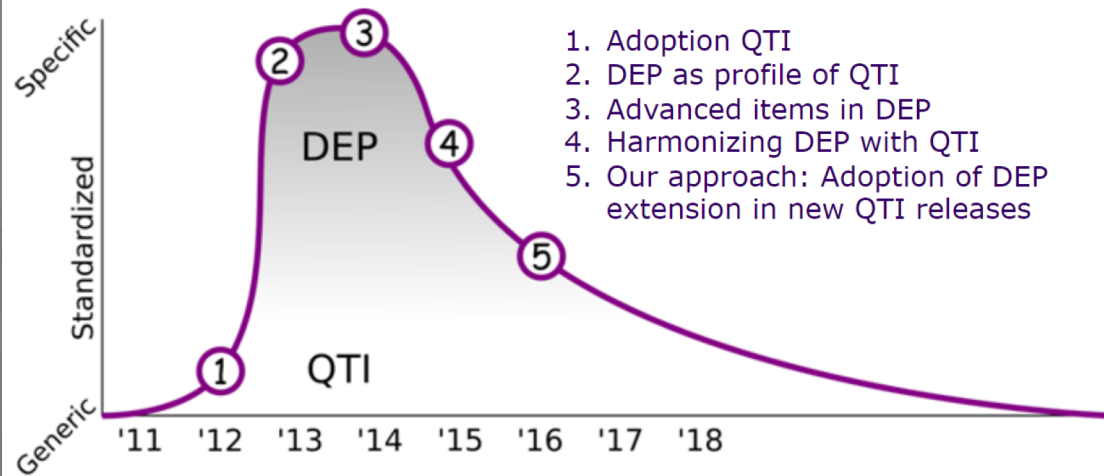 Specific
Standardized
Generic
DEP
QTI
1
2
3
4
5
'11 '12 '13 '14 '15 '16 '17 '18
1. Adoption QTI
2. DEP as profile of QTI
3. Advanced items in DEP
4. Harmonizing DEP with QTI
5. Our approach: Adoption of DEP
extension in new QTI releases